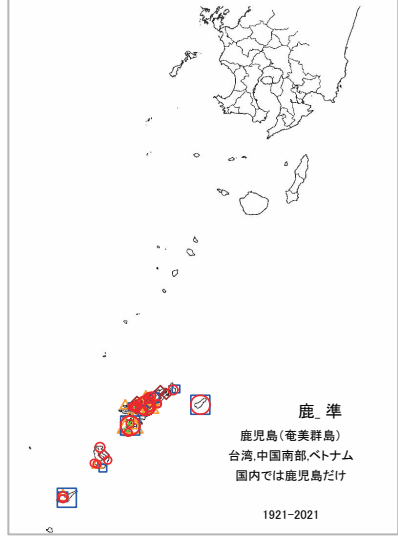 鹿_ 準
鹿児島（奄美群島）
台湾,中国南部,ベトナム
国内では鹿児島だけ
1921-2021